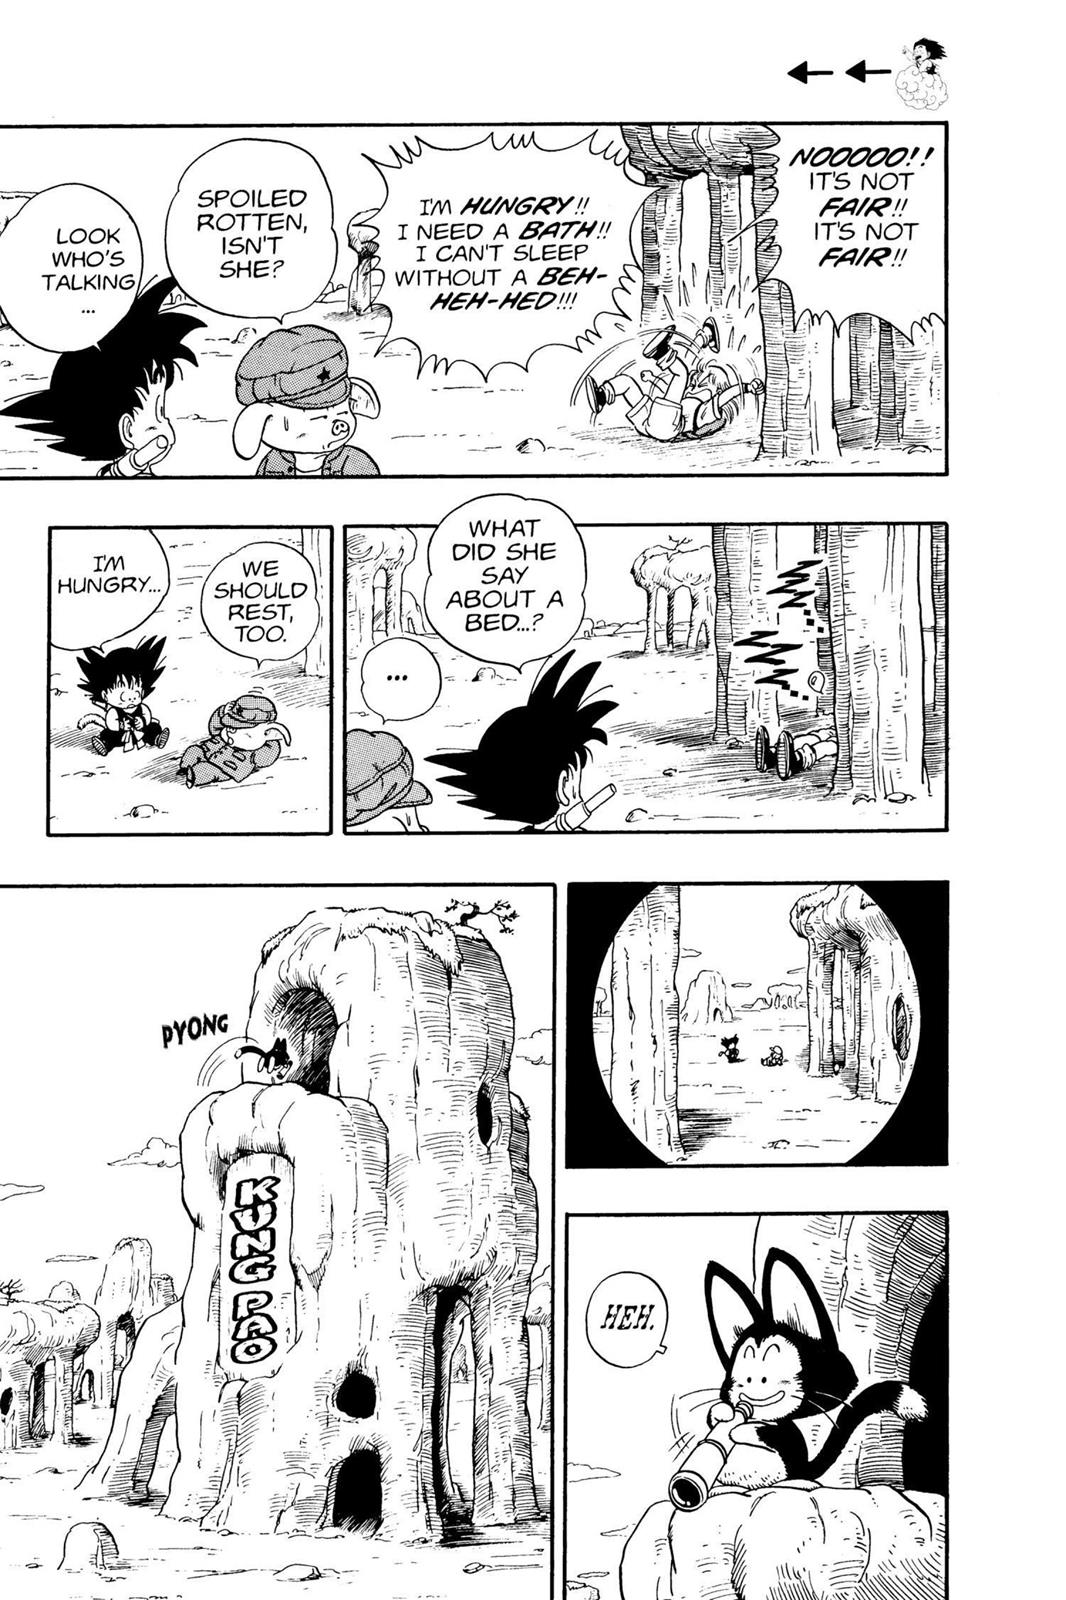 NOOOOO!!
IT'S NOT
FAIR!!
IT'S NOT
FAIR!!
I'M HUNGRY!!
I NEED A BATH!!
I CAN'T SLEEP
WITHOUT A BEH-
HEH-HED!!!
SPOILED
ROTTEN,
ISN'T
SHE?
LOOK
WHO'S
TALKING
...
ZZZ...
ZZZ...
WHAT
DID SHE
SAY
ABOUT A
BED...?
...
WE
SHOULD
REST,
TOO.
I'M
HUNGRY...
HEH.
PYONG
KUNG PAO